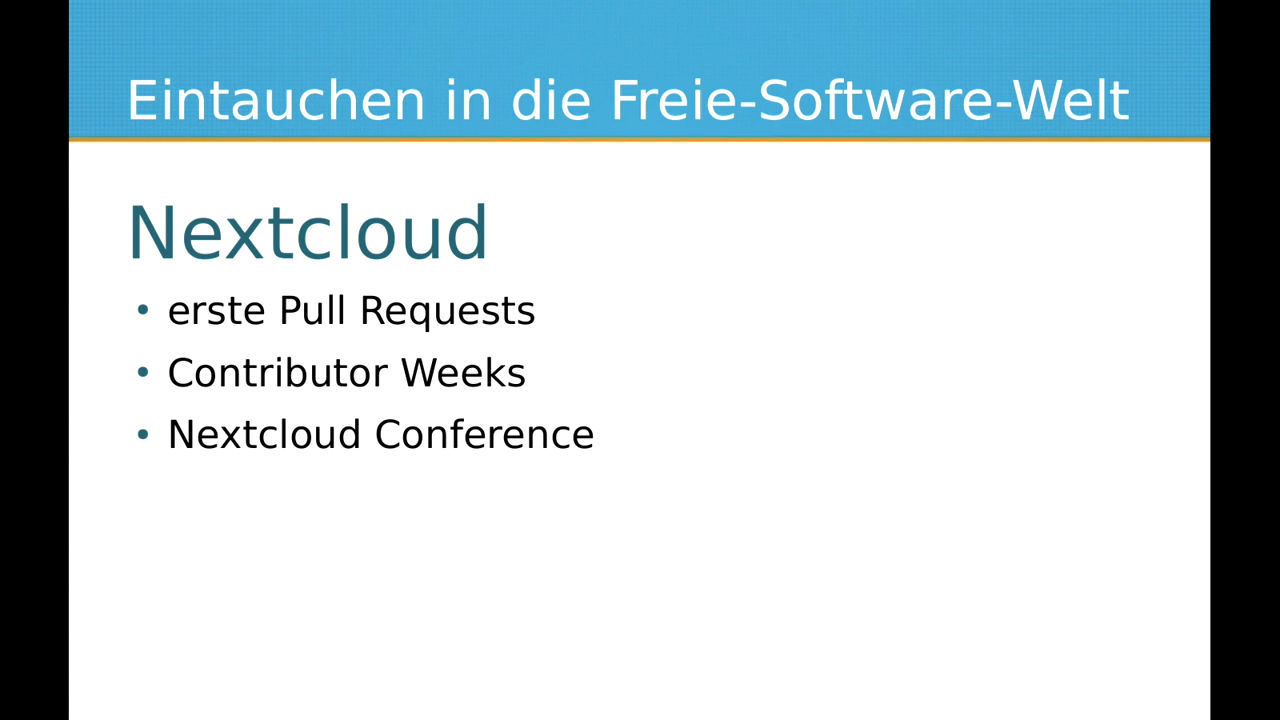 Eintauchen in die Freie-Software-Welt
Nextcloud
• erste Pull Requests
• Contributor Weeks
• Nextcloud Conference